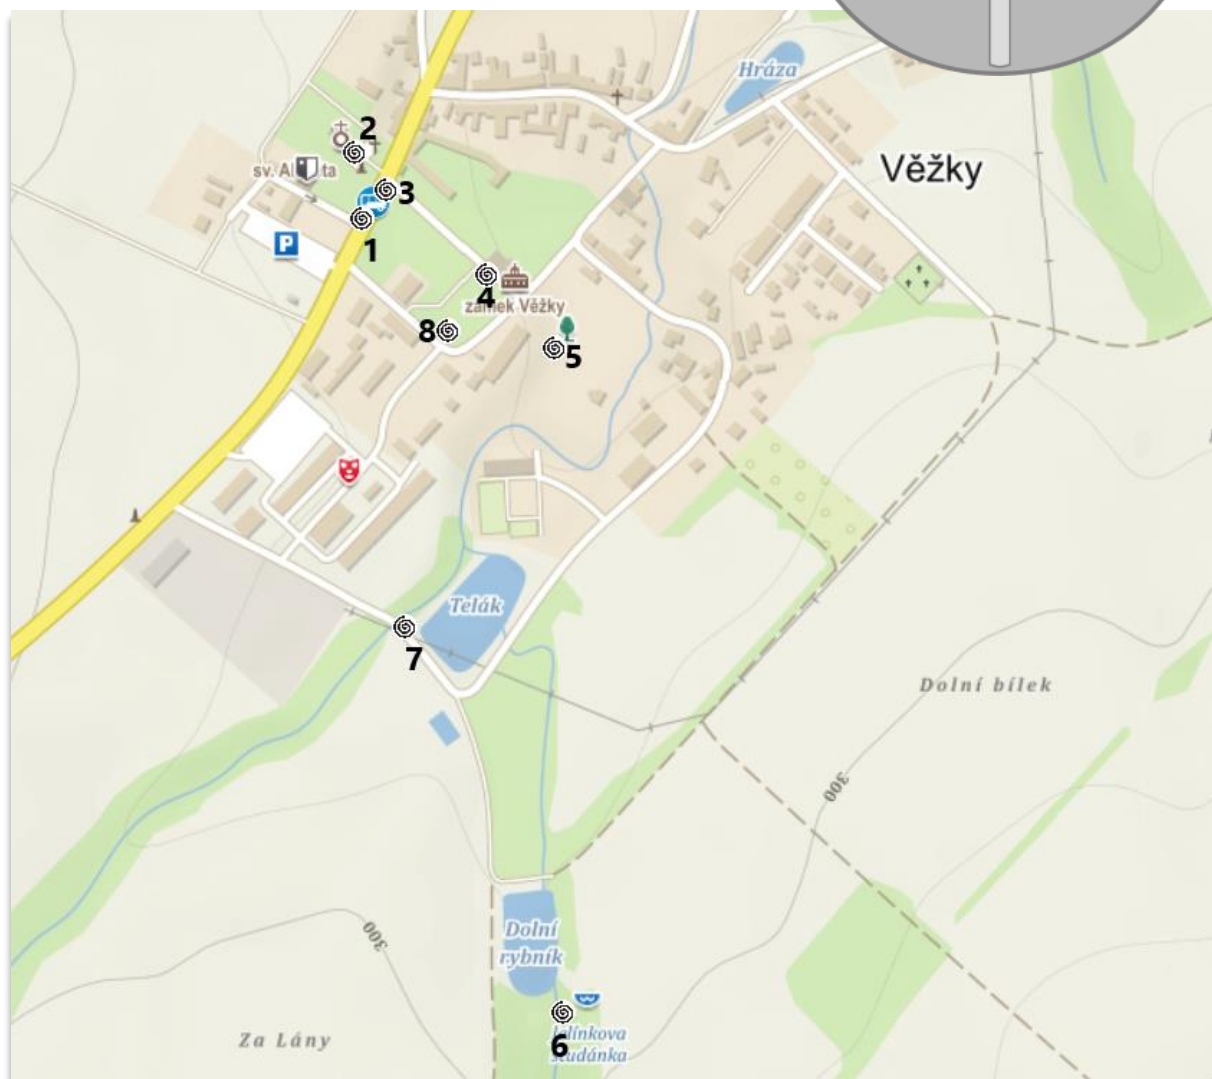 Hráza
2
Věžky
sv. Al
ta
3
1
P
4
zámek Věžky
8
5
Telák
7
Dolní bílek
300
Dolní
rybník
300
Za Lány
6